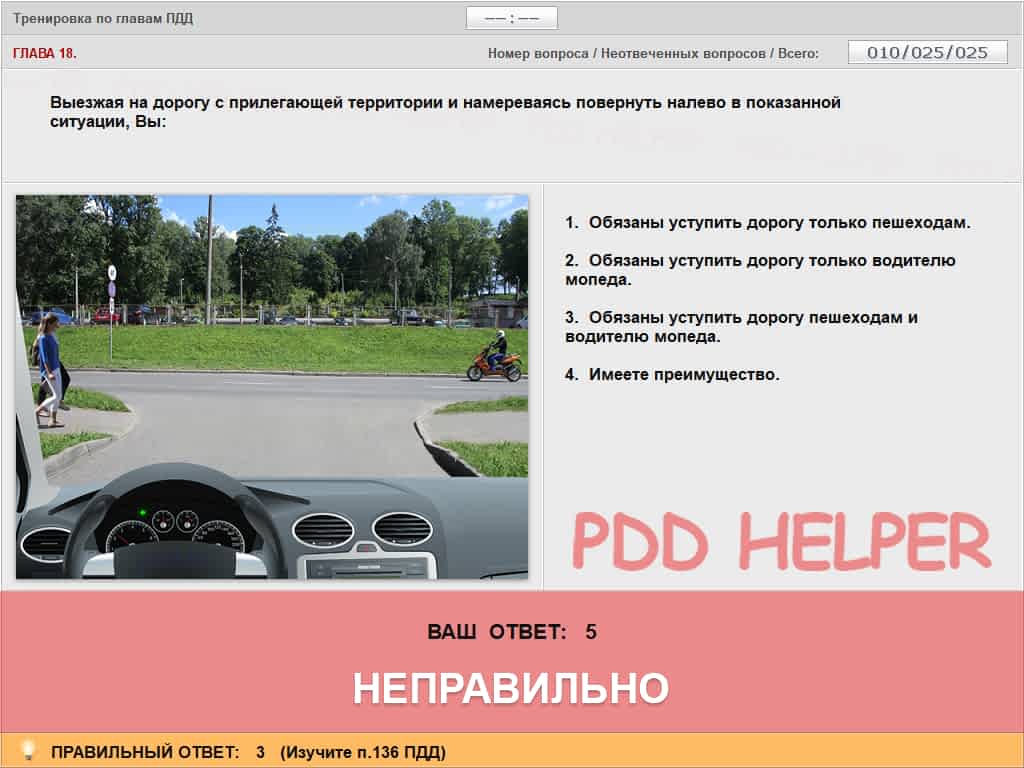 Тренировка по главам ПДД
—— : ——
ГЛАВА 18.
Номер вопроса / Неотвеченных вопросов / Всего:
010/025/025
Выезжая на дорогу с прилегающей территории и намереваясь повернуть налево в показанной
ситуации, Вы:
1. Обязаны уступить дорогу только пешеходам.
2. Обязаны уступить дорогу только водителю
мопеда.
3. Обязаны уступить дорогу пешеходам и
водителю мопеда.
4. Имеете преимущество.
PDD HELPER
ВАШ ОТВЕТ: 5
НЕПРАВИЛЬНО
ПРАВИЛЬНЫЙ ОТВЕТ: 3 (Изучите п.136 ПДД)